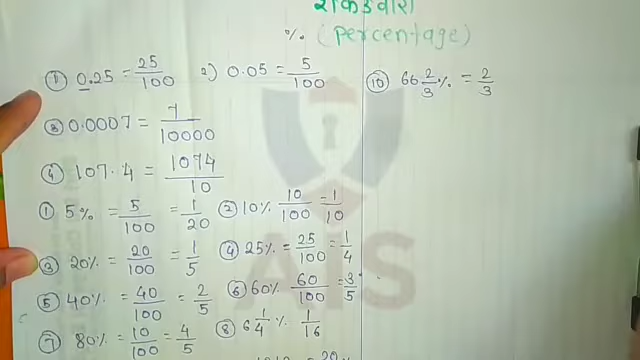 शेकडेवारी
% (percentage)
① 0.25 = 25/100 2) 0.05 = 5/100 ⑩ 66 2/3 % = 2/3
③ 0.0007 = 7/10000
④ 107.4 = 1074/10
① 5% = 5/100 = 1/20 ② 10% 10/100 = 1/10
③ 20% = 20/100 = 1/5 ④ 25% = 25/100 = 1/4
⑤ 40% = 40/100 = 2/5 ⑥ 60% 60/100 = 3/5
⑦ 80% = 10/100 = 4/5 ⑧ 6 1/4 % 1/16
AIS